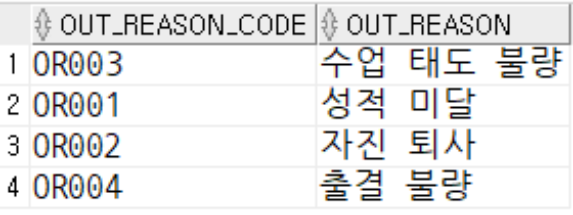 OUT_REASON_CODE OUT_REASON
1 OR003 수업 태도 불량
2 OR001 성적 미달
3 OR002 자진 퇴사
4 OR004 출결 불량